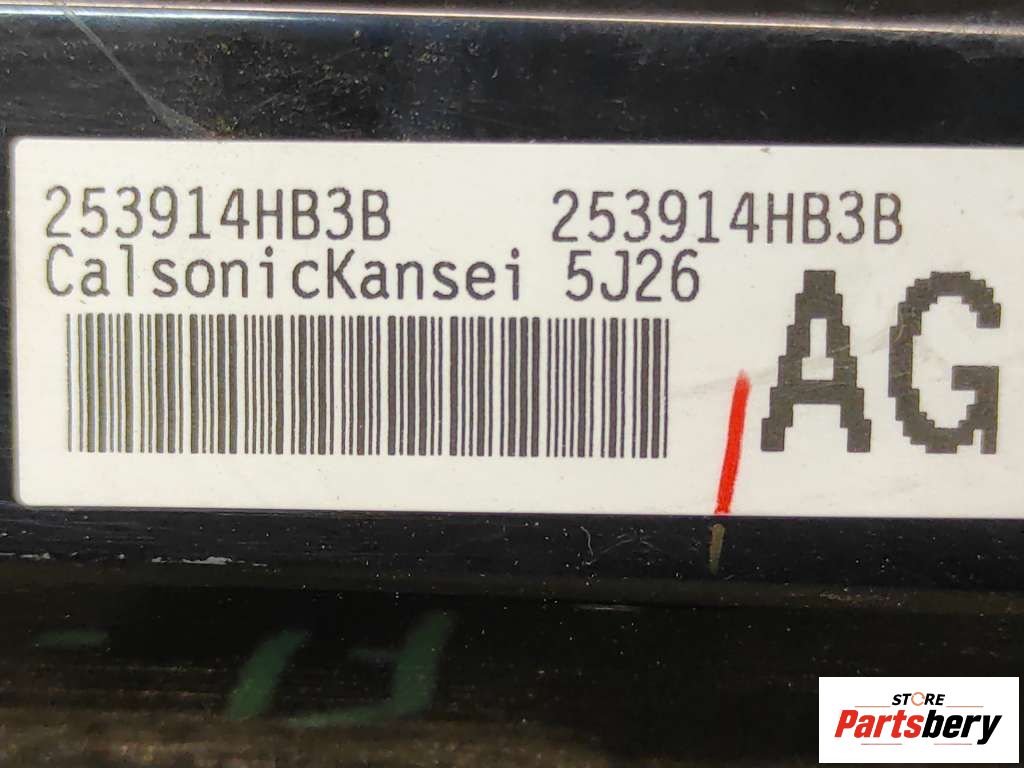 253914HB3B 253914HB3B
CalsonicKansei 5J26
AG
STORE
Partsbery